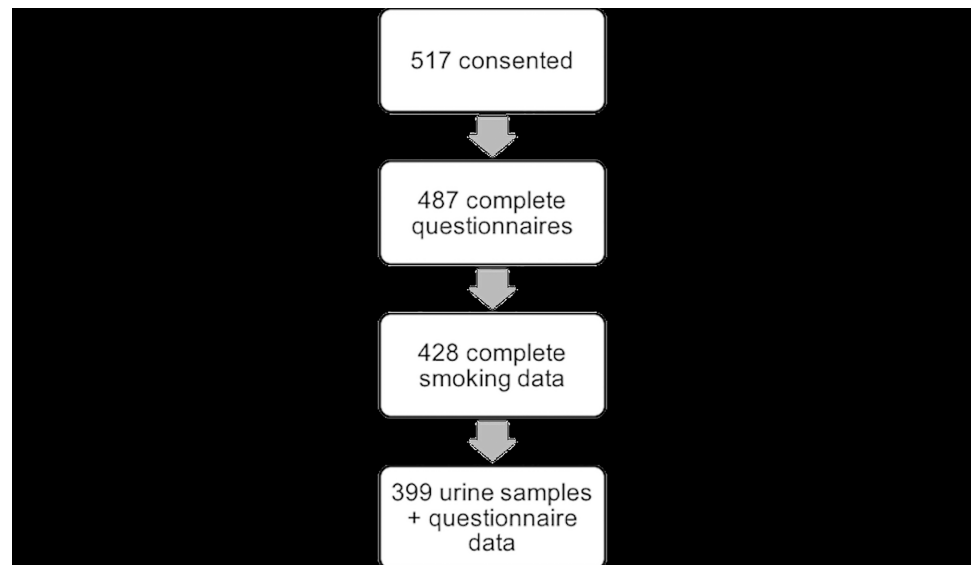 517 consented
487 complete
questionnaires
428 complete
smoking data
399 urine samples
+ questionnaire
data